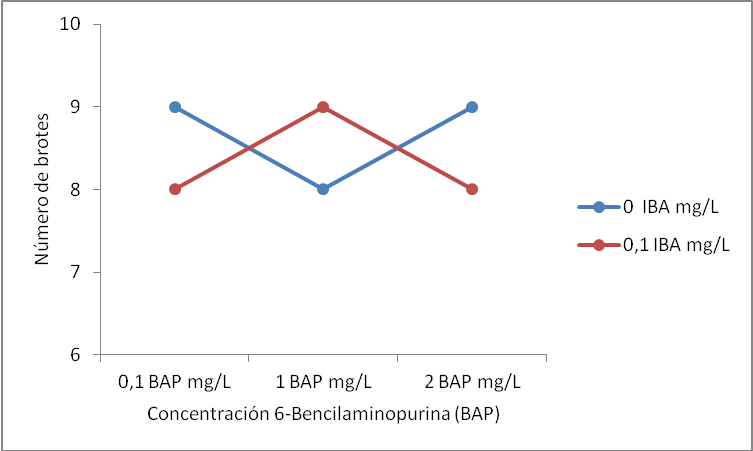 10
9
8
7
6
Número de brotes
0,1 BAP mg/L
1 BAP mg/L
2 BAP mg/L
Concentración 6-Bencilaminopurina (BAP)
0 IBA mg/L
0,1 IBA mg/L